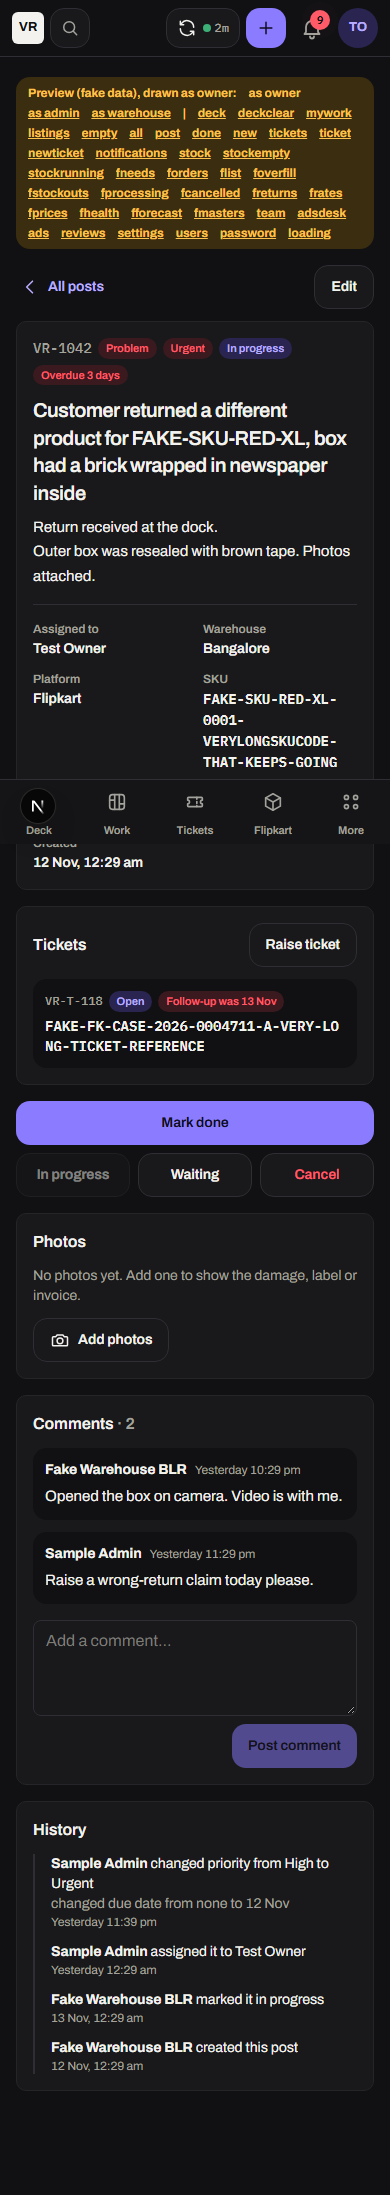 VR
2m
9
TO
Preview (fake data), drawn as owner: as owner
as admin as warehouse | deck deckclear mywork
listings empty all post done new tickets ticket
newticket notifications stock stockempty
stockrunning fneeds forders flist foverfill
fstockouts fprocessing fcancelled freturns frates
fprices fhealth fforecast fmasters team adsdesk
ads reviews settings users password loading
All posts
Edit
VR-1042 Problem Urgent In progress
Overdue 3 days
Customer returned a different
product for FAKE-SKU-RED-XL, box
had a brick wrapped in newspaper
inside
Return received at the dock.
Outer box was resealed with brown tape. Photos
attached.
Assigned to
Test Owner
Warehouse
Bangalore
Platform
Flipkart
SKU
FAKE-SKU-RED-XL-
0001-
VERYLONGSKUCODE-
THAT-KEEPS-GOING
N
Deck
Work
Tickets
Flipkart
More
Created
12 Nov, 12:29 am
Tickets
Raise ticket
VR-T-118 Open Follow-up was 13 Nov
FAKE-FK-CASE-2026-0004711-A-VERY-LO
NG-TICKET-REFERENCE
Mark done
In progress
Waiting
Cancel
Photos
No photos yet. Add one to show the damage, label or
invoice.
Add photos
Comments · 2
Fake Warehouse BLR Yesterday 10:29 pm
Opened the box on camera. Video is with me.
Sample Admin Yesterday 11:29 pm
Raise a wrong-return claim today please.
Add a comment...
Post comment
History
Sample Admin changed priority from High to
Urgent
changed due date from none to 12 Nov
Yesterday 11:39 pm
Sample Admin assigned it to Test Owner
Yesterday 12:29 am
Fake Warehouse BLR marked it in progress
13 Nov, 12:29 am
Fake Warehouse BLR created this post
12 Nov, 12:29 am